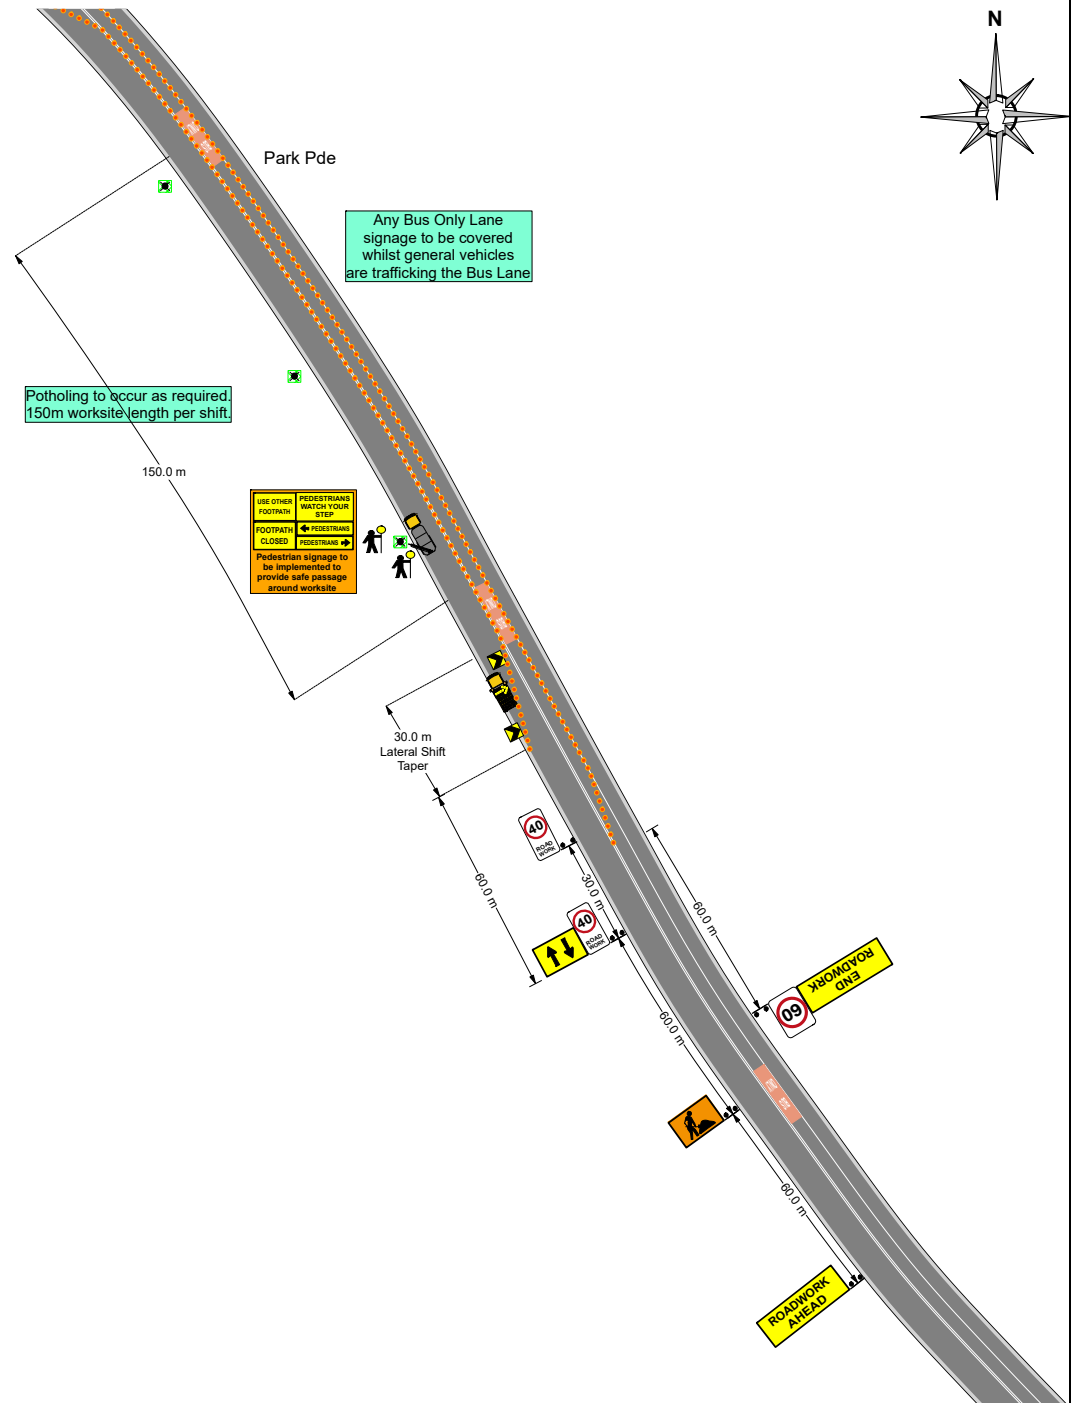 N
Park Pde
Any Bus Only Lane
signage to be covered
whilst general vehicles
are trafficking the Bus Lane
Potholing to occur as required.
150m worksite length per shift.
150.0 m
USE OTHER
FOOTPATH
PEDESTRIANS
WATCH YOUR
STEP
FOOTPATH
CLOSED
PEDESTRIANS
PEDESTRIANS
Pedestrian signage to
be implemented to
provide safe passage
around worksite
30.0 m
Lateral Shift
Taper
40
ROAD
WORK
60.0 m
30.0 m
40
ROAD
WORK
60.0 m
END
ROADWORK
60
60.0 m
60.0 m
ROADWORK
AHEAD